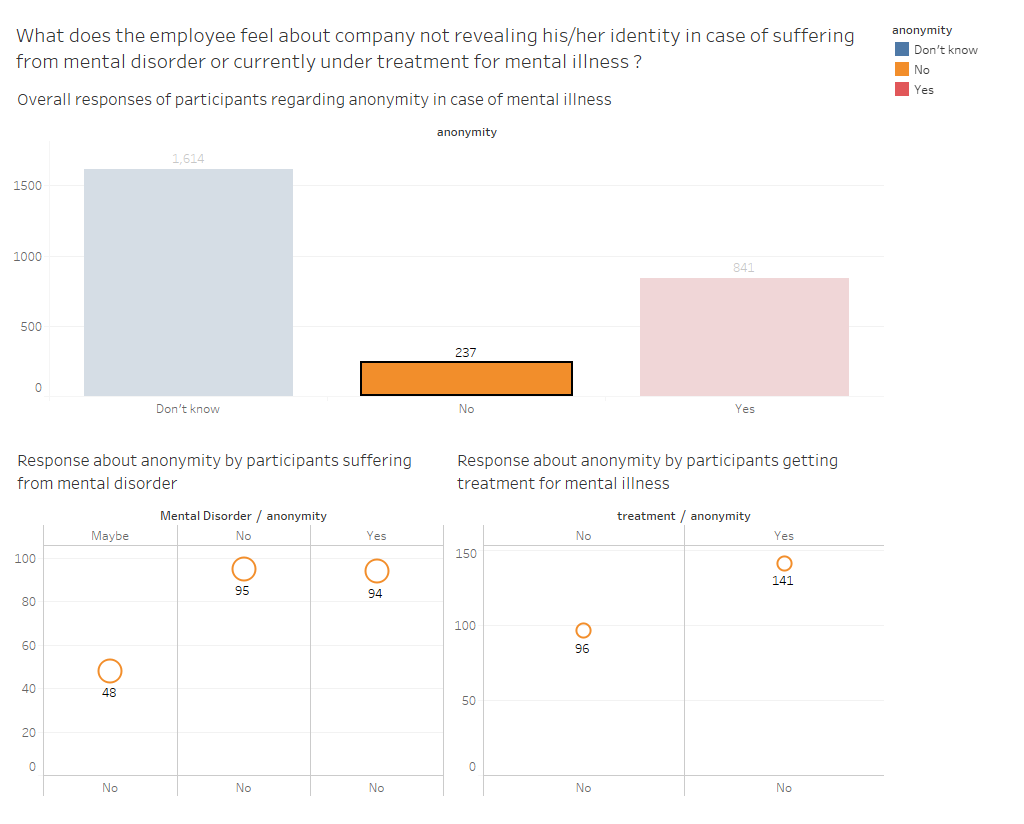 What does the employee feel about company not revealing his/her identity in case of suffering
from mental disorder or currently under treatment for mental illness ?
anonymity
Don't know
No
Yes
Overall responses of participants regarding anonymity in case of mental illness
anonymity
1,614
1500
1000
841
500
237
0
Don't know No Yes
Response about anonymity by participants suffering
from mental disorder
Mental Disorder / anonymity
Maybe No Yes
100
95
94
80
60
48
40
20
0
No No No
Response about anonymity by participants getting
treatment for mental illness
treatment / anonymity
No Yes
150
141
100
96
50
0
No No